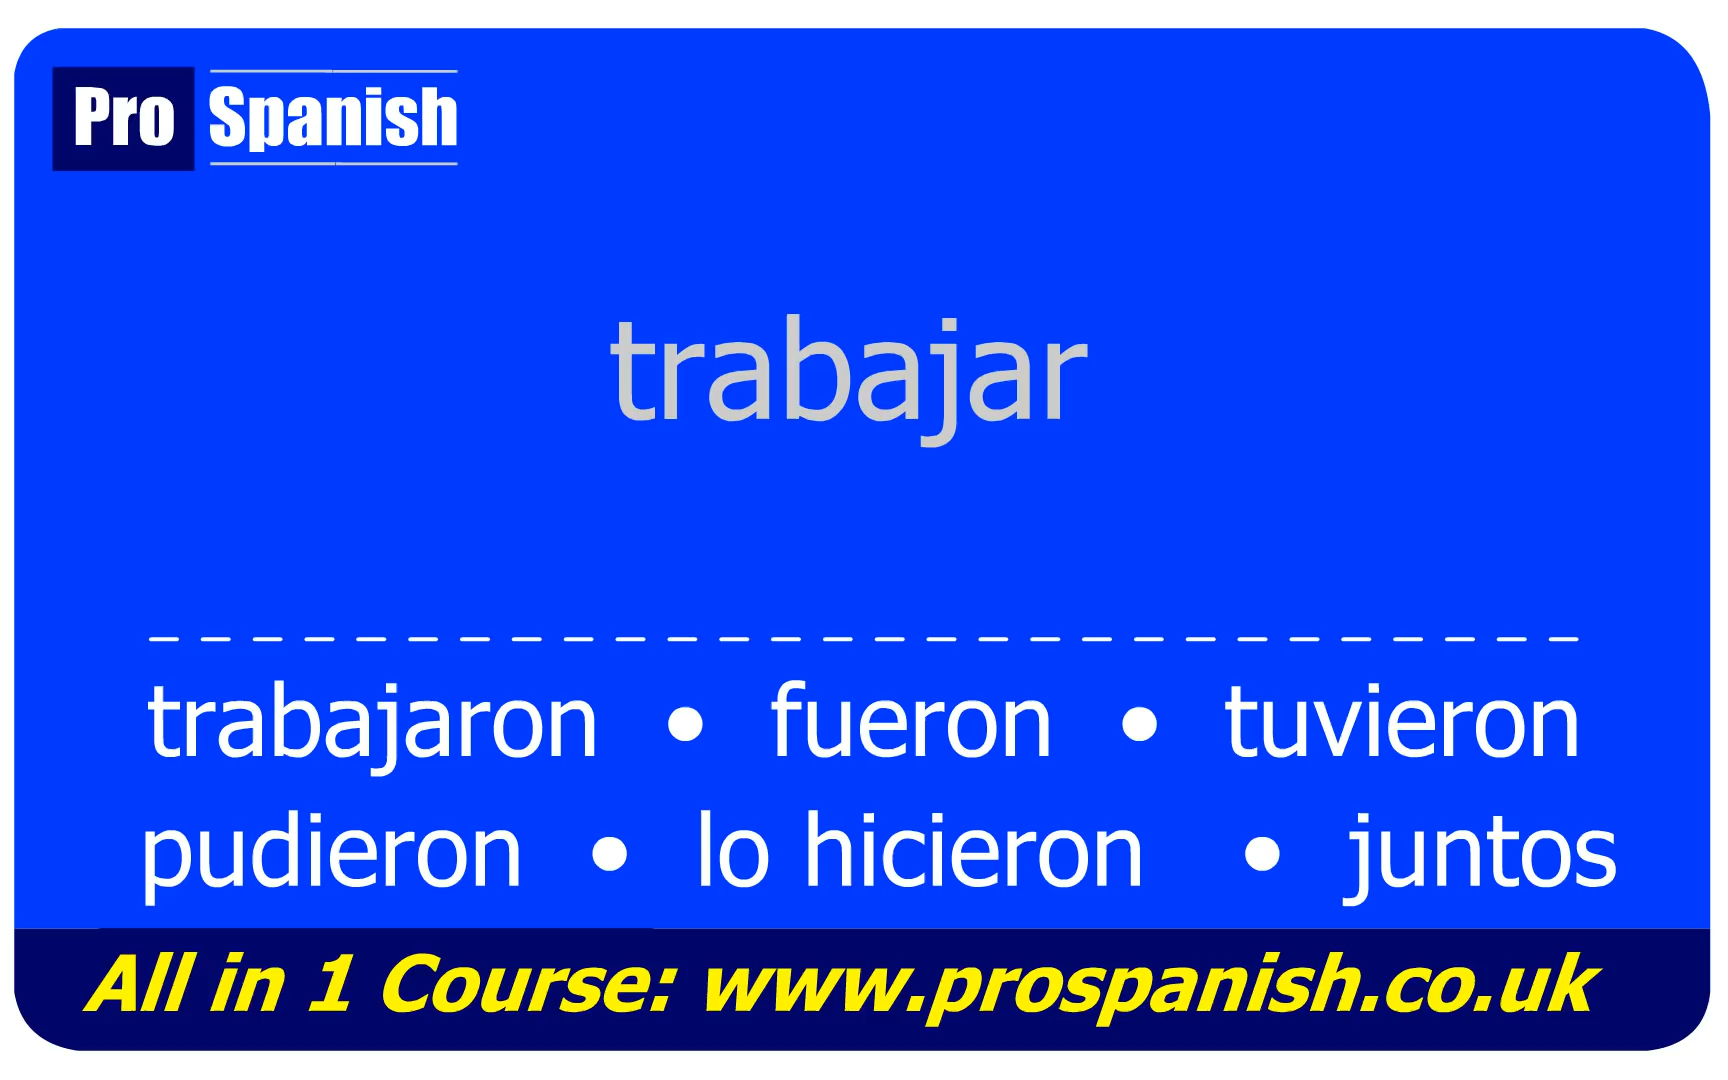 Pro Spanish
trabajar
trabajaron • fueron • tuvieron
pudieron • lo hicieron • juntos
All in 1 Course: www.prospanish.co.uk